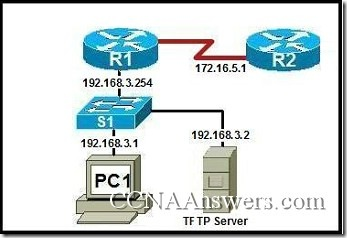 R1
R2
172.16.5.1
192.168.3.254
S1
192.168.3.1
192.168.3.2
PC1
CCNAAnswers.com
TFTP Server